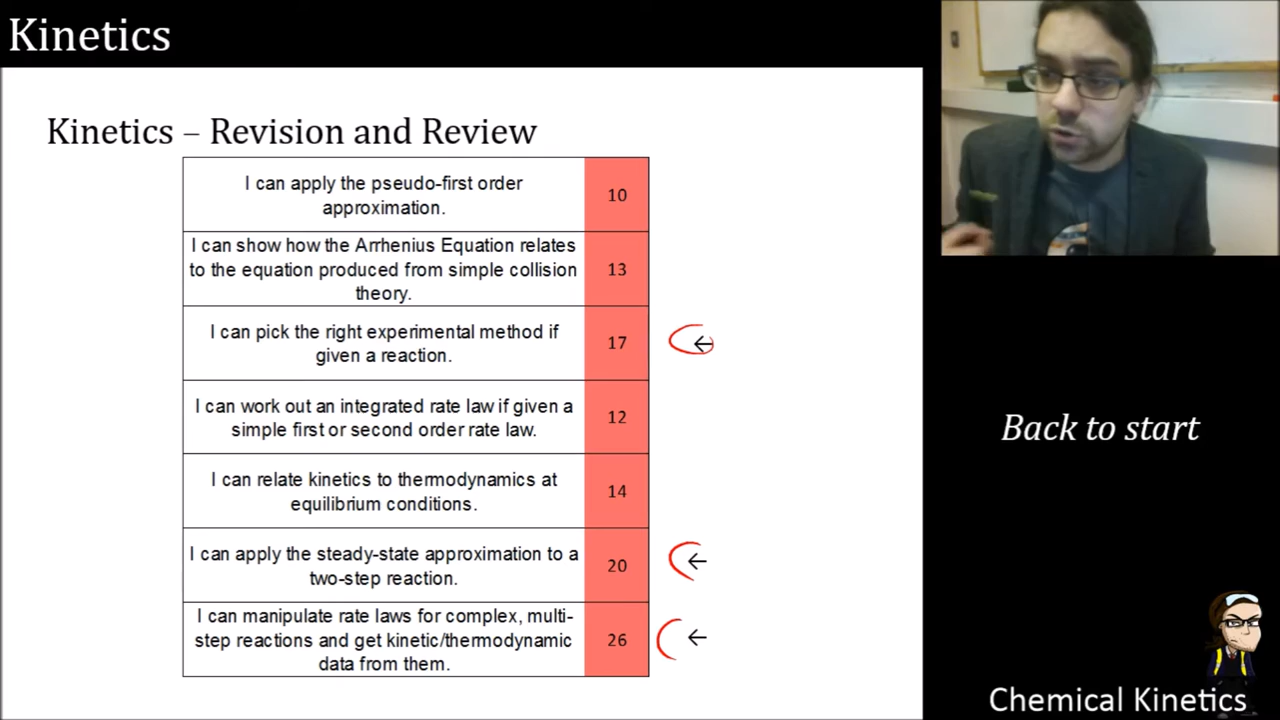 Kinetics
Kinetics – Revision and Review
I can apply the pseudo-first order
approximation.
10
I can show how the Arrhenius Equation relates
to the equation produced from simple collision
theory.
13
I can pick the right experimental method if
given a reaction.
17
←
I can work out an integrated rate law if given a
simple first or second order rate law.
12
I can relate kinetics to thermodynamics at
equilibrium conditions.
14
I can apply the steady-state approximation to a
two-step reaction.
20
←
I can manipulate rate laws for complex, multi-
step reactions and get kinetic/thermodynamic
data from them.
26
←
Back to start
Chemical Kinetics